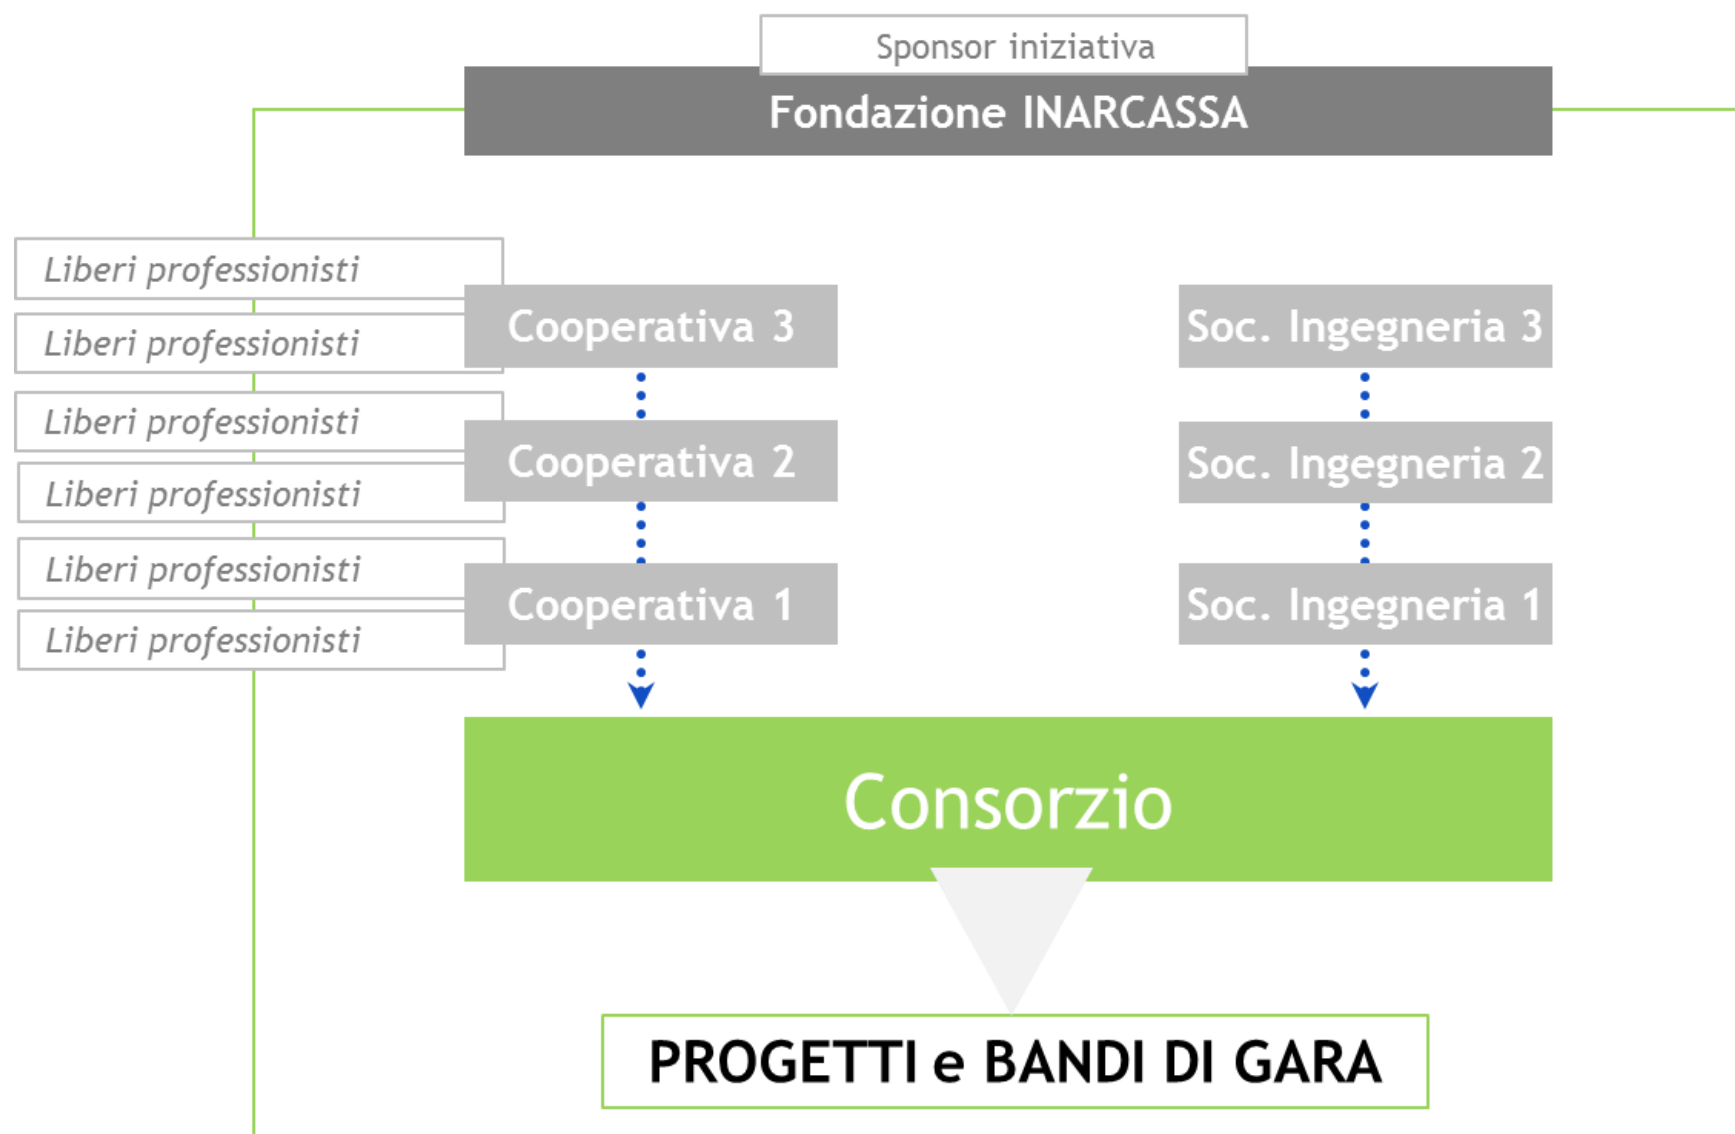 Sponsor iniziativa
Fondazione INARCASSA
Liberi professionisti
Liberi professionisti
Liberi professionisti
Liberi professionisti
Liberi professionisti
Liberi professionisti
Cooperativa 3
Cooperativa 2
Cooperativa 1
Soc. Ingegneria 3
Soc. Ingegneria 2
Soc. Ingegneria 1
Consorzio
PROGETTI e BANDI DI GARA